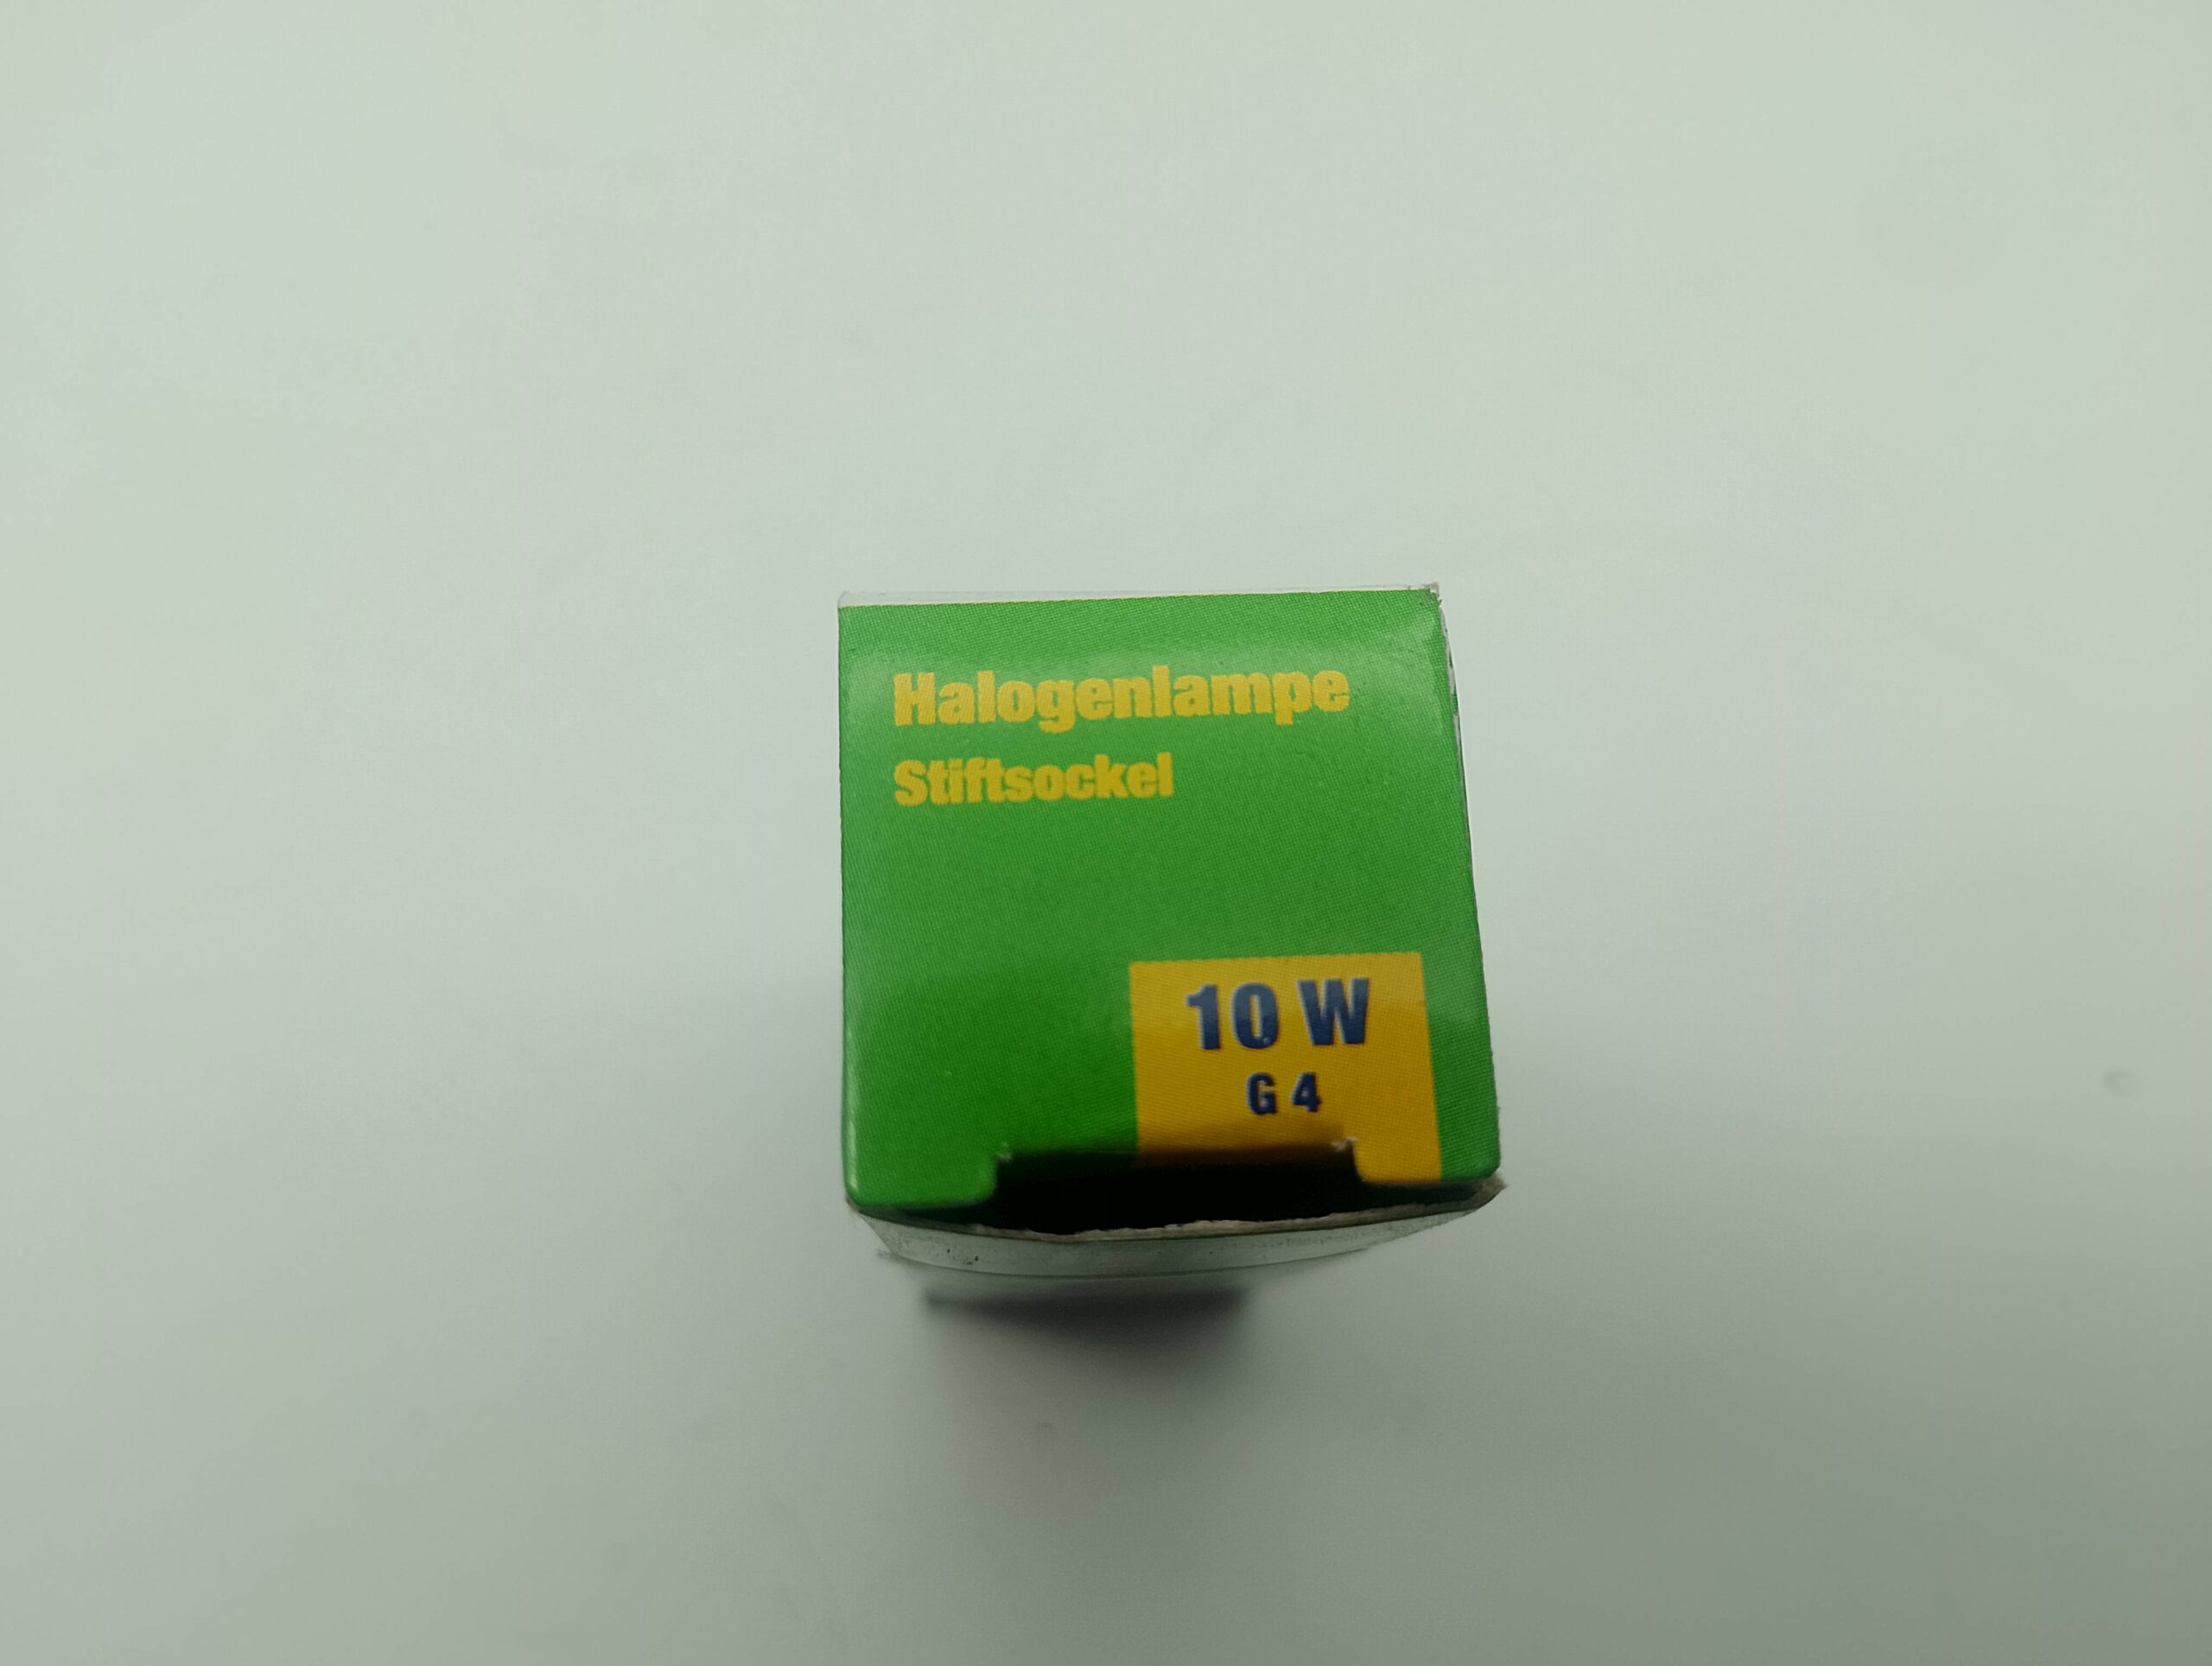 Halogenlampe
Stiftsockel
10 W
G 4